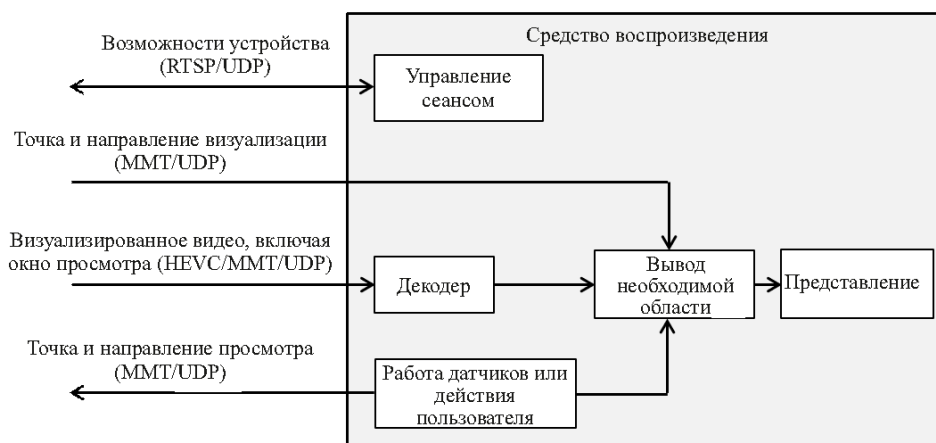 Средство воспроизведения
Возможности устройства
(RTSP/UDP)
Управление
сеансом
Точка и направление визуализации
(MMT/UDP)
Визуализированное видео, включая
окно просмотра (HEVC/MMT/UDP)
Декодер
Вывод
необходимой
области
Представление
Точка и направление просмотра
(MMT/UDP)
Работа датчиков или
действия
пользователя